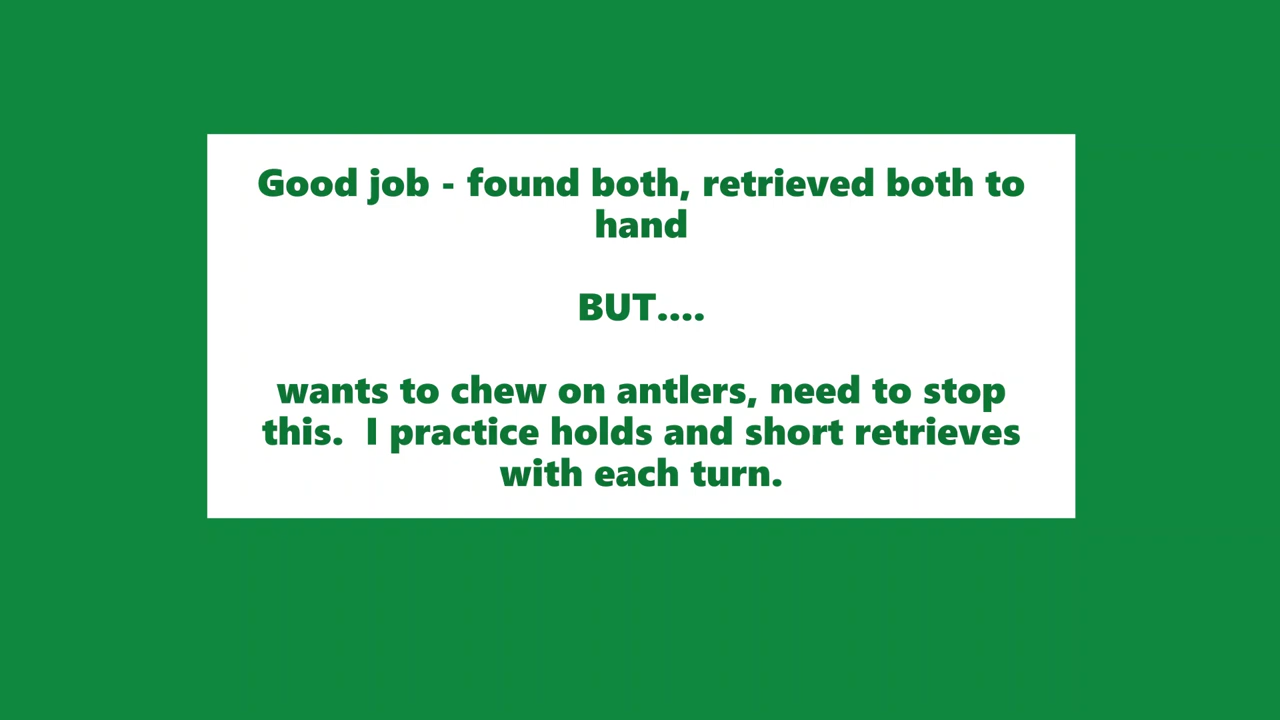 Good job - found both, retrieved both to
hand
BUT....
wants to chew on antlers, need to stop
this.  I practice holds and short retrieves
with each turn.